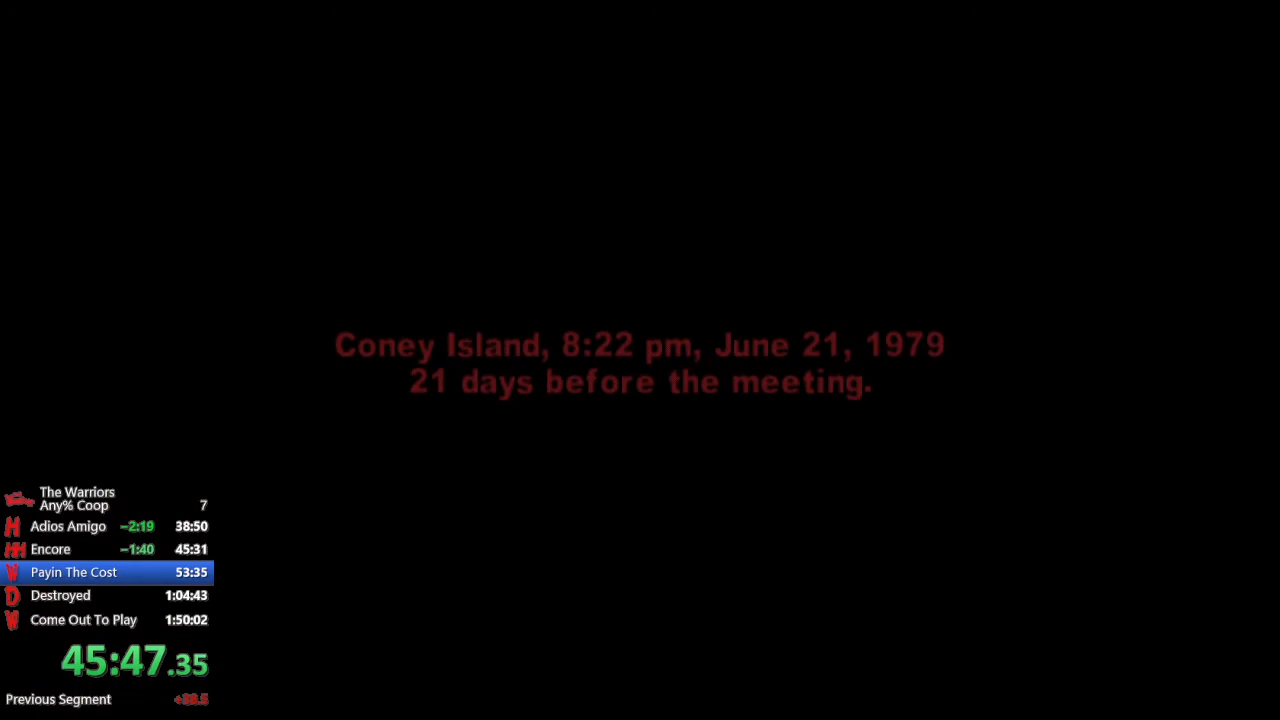 Coney Island, 8:22 pm, June 21, 1979
21 days before the meeting.
The Warriors
Any% Coop 7
Adios Amigo −2:19 38:50
Encore −1:40 45:31
Payin The Cost 53:35
Destroyed 1:04:43
Come Out To Play 1:50:02
45:47.35
Previous Segment